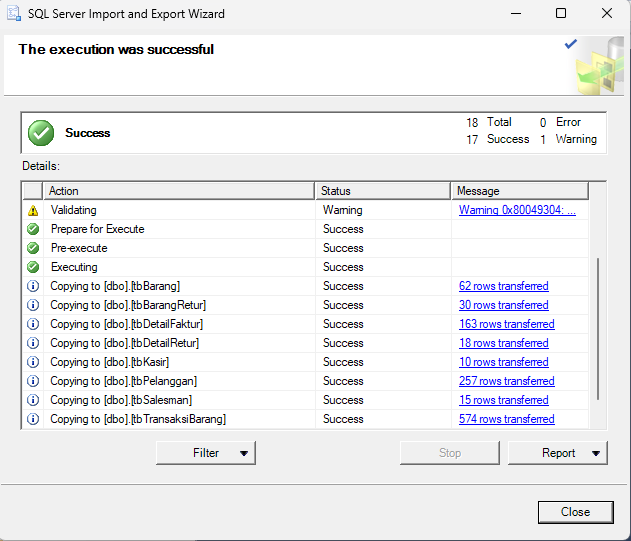 SQL Server Import and Export Wizard
The execution was successful
Success
18 Total 0 Error
17 Success 1 Warning
Details:
Action Status Message
Validating Warning Warning 0x80049304: ...
Prepare for Execute Success
Pre-execute Success
Executing Success
Copying to [dbo].[tbBarang] Success 62 rows transferred
Copying to [dbo].[tbBarangRetur] Success 30 rows transferred
Copying to [dbo].[tbDetailFaktur] Success 163 rows transferred
Copying to [dbo].[tbDetailRetur] Success 18 rows transferred
Copying to [dbo].[tbKasir] Success 10 rows transferred
Copying to [dbo].[tbPelanggan] Success 257 rows transferred
Copying to [dbo].[tbSalesman] Success 15 rows transferred
Copying to [dbo].[tbTransaksiBarang] Success 574 rows transferred
Filter Stop Report
Close